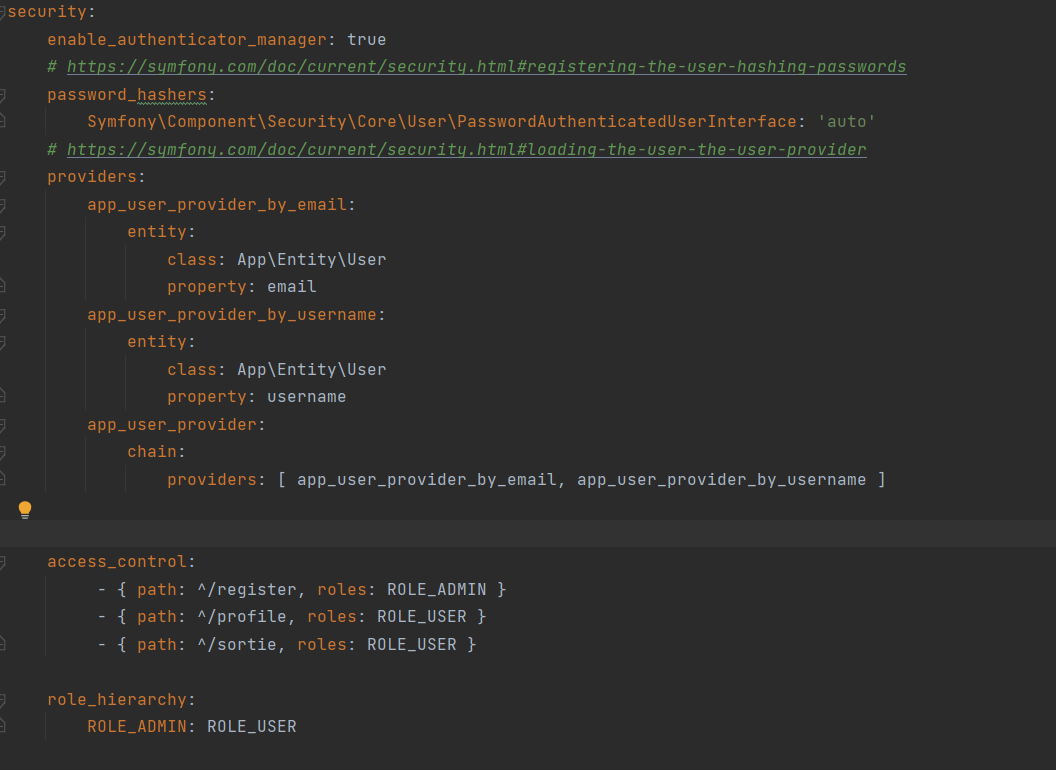 security:
enable_authenticator_manager: true
# https://symfony.com/doc/current/security.html#registering-the-user-hashing-passwords
password_hashers:
Symfony\Component\Security\Core\User\PasswordAuthenticatedUserInterface: 'auto'
# https://symfony.com/doc/current/security.html#loading-the-user-the-user-provider
providers:
app_user_provider_by_email:
entity:
class: App\Entity\User
property: email
app_user_provider_by_username:
entity:
class: App\Entity\User
property: username
app_user_provider:
chain:
providers: [ app_user_provider_by_email, app_user_provider_by_username ]
access_control:
- { path: ^/register, roles: ROLE_ADMIN }
- { path: ^/profile, roles: ROLE_USER }
- { path: ^/sortie, roles: ROLE_USER }
role_hierarchy:
ROLE_ADMIN: ROLE_USER